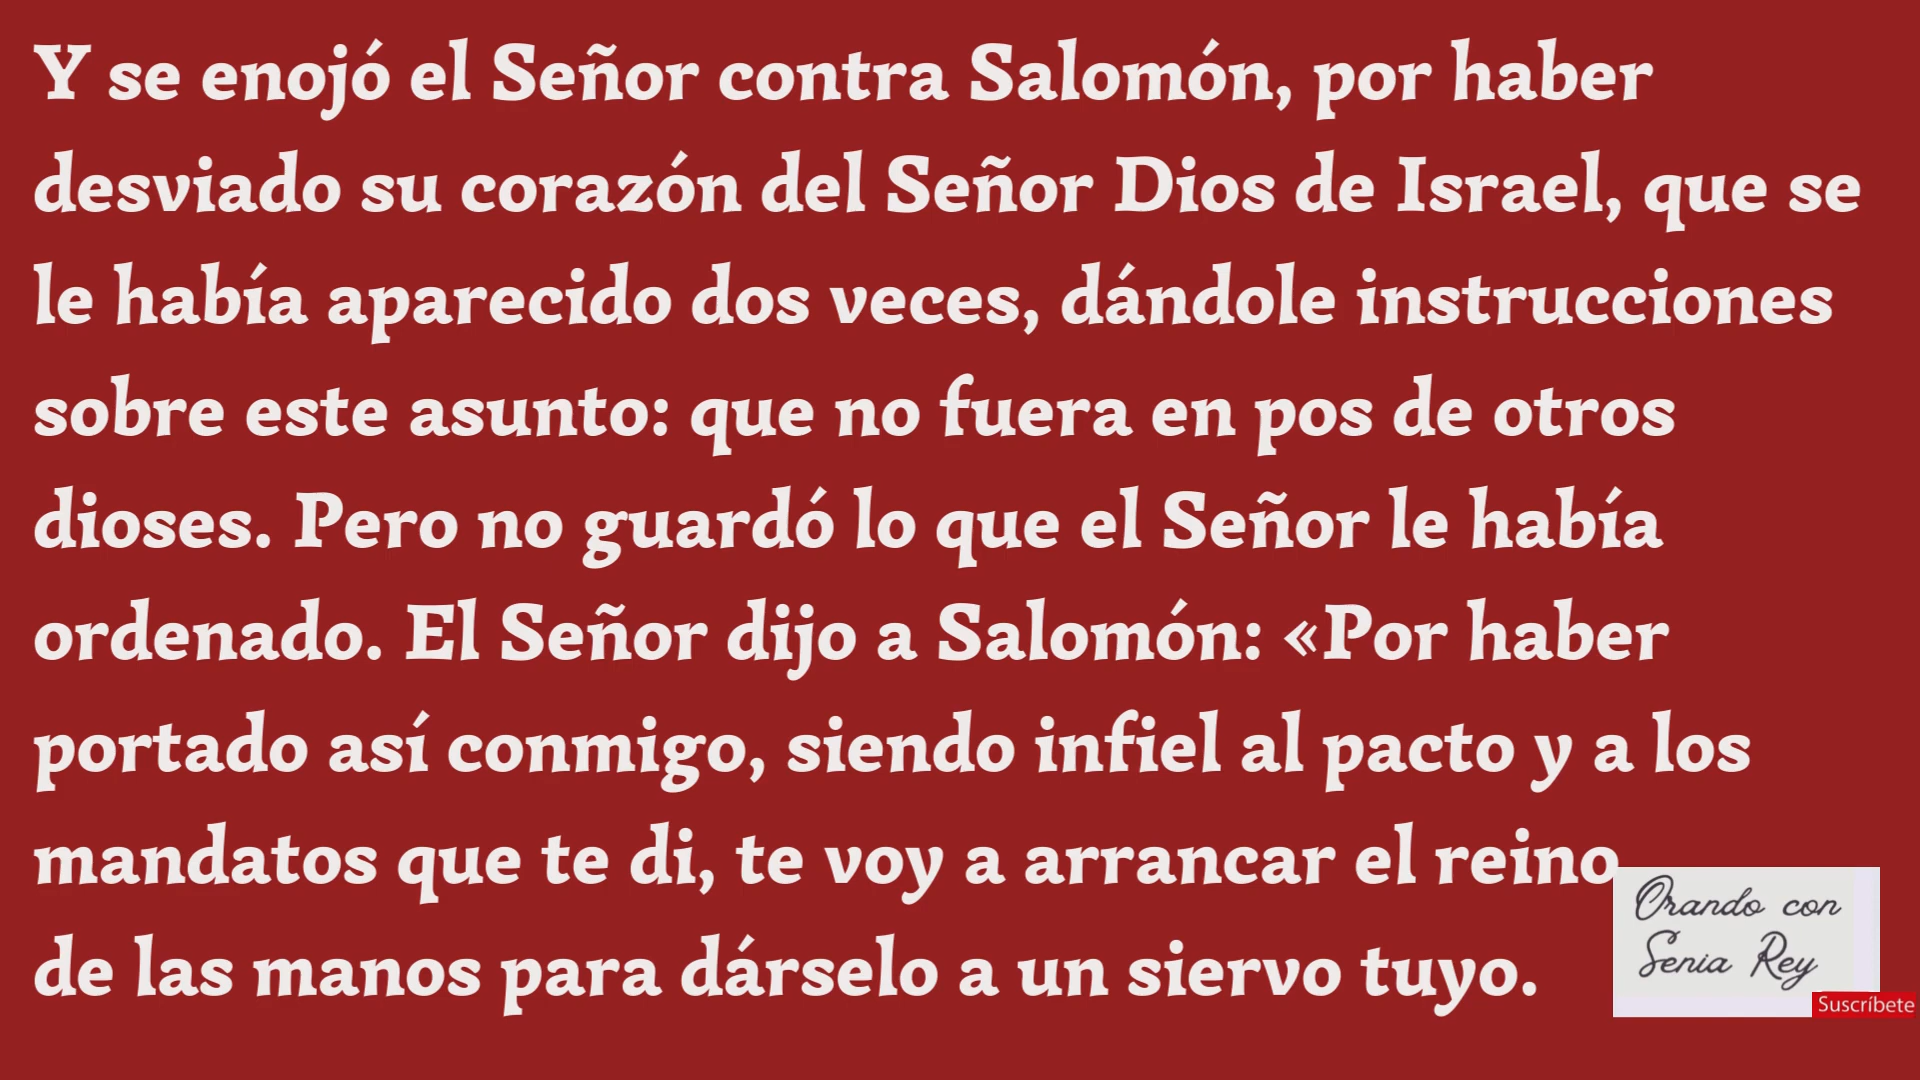 Y se enojó el Señor contra Salomón, por haber
desviado su corazón del Señor Dios de Israel, que se
le había aparecido dos veces, dándole instrucciones
sobre este asunto: que no fuera en pos de otros
dioses. Pero no guardó lo que el Señor le había
ordenado. El Señor dijo a Salomón: «Por haber
portado así conmigo, siendo infiel al pacto y a los
mandatos que te di, te voy a arrancar el reino
de las manos para dárselo a un siervo tuyo.
Orando con
Senia Rey
Suscríbete